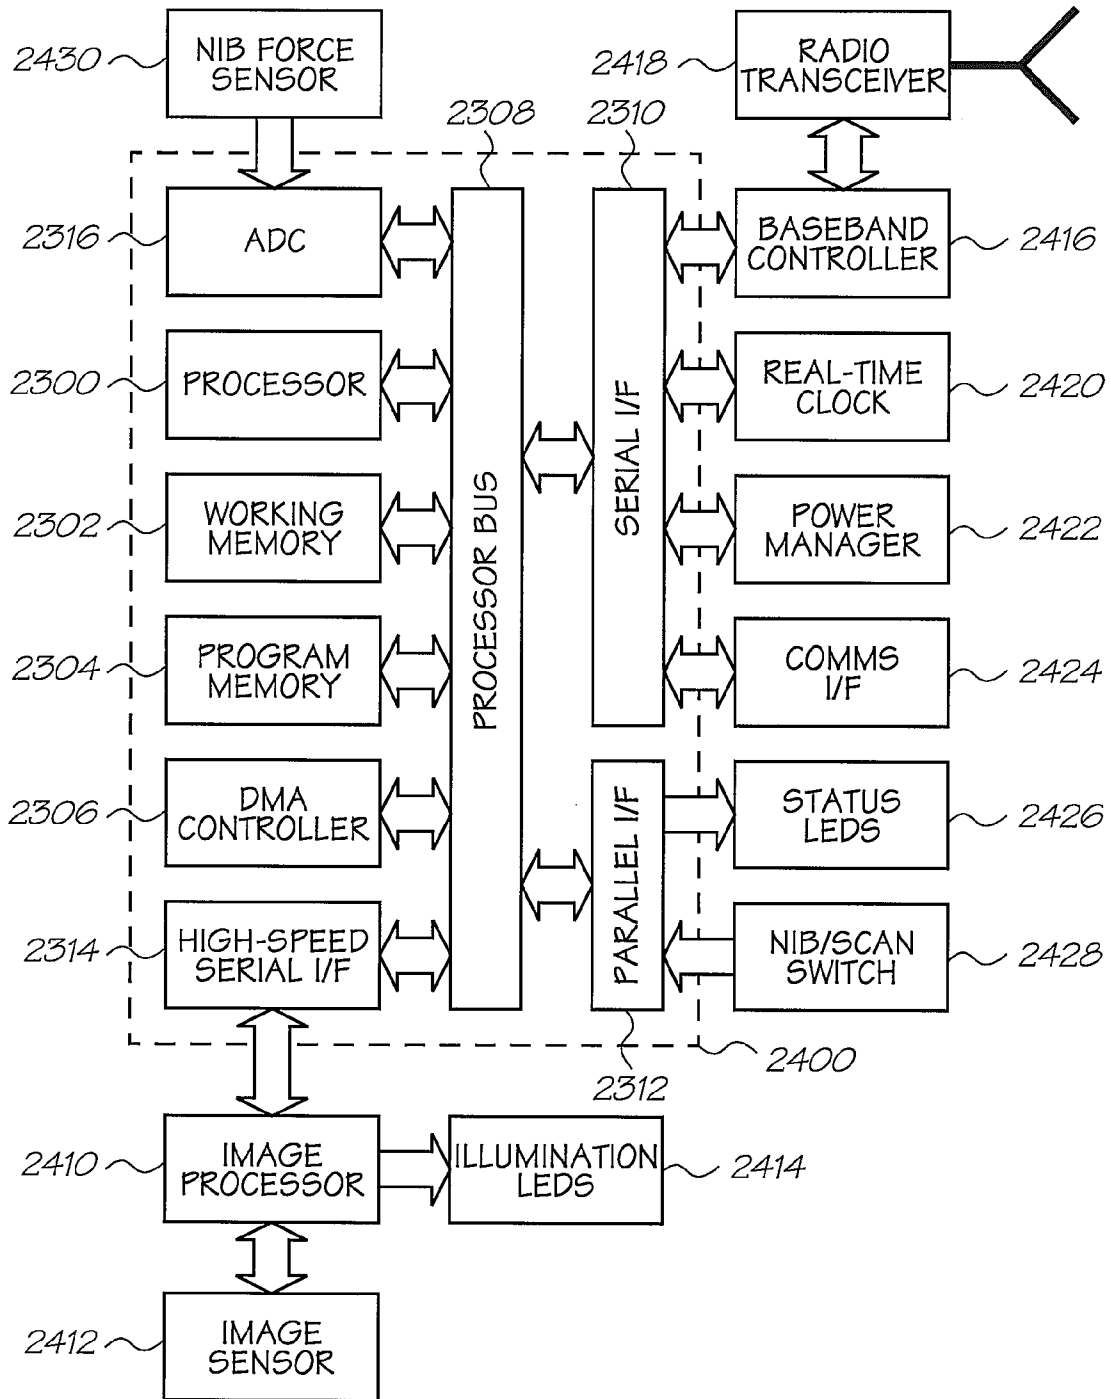 2430
NIB FORCE
SENSOR
2418
RADIO
TRANSCEIVER
2308
2310
2316
ADC
BASEBAND
CONTROLLER
2416
2300
PROCESSOR
REAL-TIME
CLOCK
2420
2302
WORKING
MEMORY
PROCESSOR BUS
SERIAL I/F
POWER
MANAGER
2422
2304
PROGRAM
MEMORY
COMMS
I/F
2424
2306
DMA
CONTROLLER
PARALLEL I/F
STATUS
LEDS
2426
2314
HIGH-SPEED
SERIAL I/F
NIB/SCAN
SWITCH
2428
2312
2400
2410
IMAGE
PROCESSOR
ILLUMINATION
LEDS
2414
2412
IMAGE
SENSOR